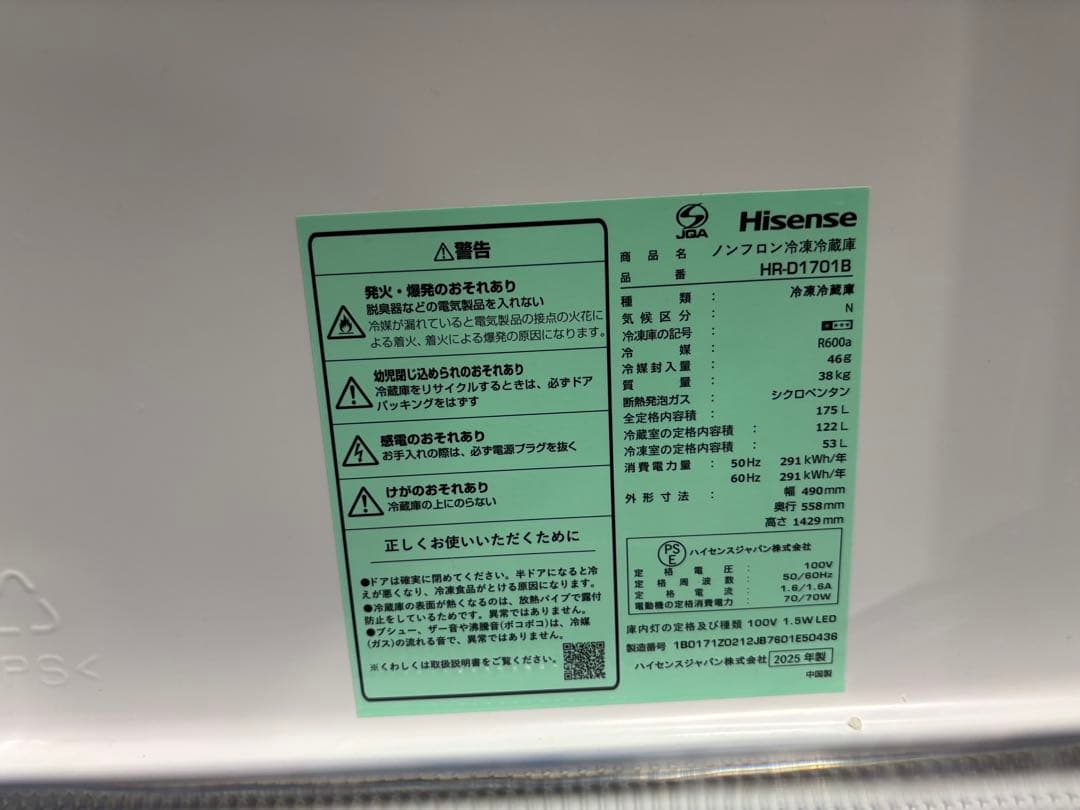 ⚠警告
発火・爆発のおそれあり
脱臭器などの電気製品を入れない
冷媒が漏れていると電気製品の接点の火花に
よる着火、着火による爆発の原因になります。
幼児閉じ込められのおそれあり
冷蔵庫をリサイクルするときは、必ずドア
パッキングをはずす
感電のおそれあり
お手入れの際は、必ず電源プラグを抜く
けがのおそれあり
冷蔵庫の上にのらない
正しくお使いいただくために
●ドアは確実に閉めてください。半ドアになると冷
えが悪くなり、冷凍食品がとける原因になります。
●冷蔵庫の表面が熱くなるのは、放熱パイプで露付
防止をしているためです。異常ではありません。
●プシュー、ザー音や沸騰音(ボコボコ)は、冷媒
(ガス)の流れる音で、異常ではありません。
※くわしくは取扱説明書をご覧ください。
JQA Hisense
商品名 ノンフロン冷凍冷蔵庫
品番 HR-D1701B
種類： 冷凍冷蔵庫
気候区分： N
冷凍庫の記号：
冷媒： R600a
冷媒封入量： 46g
質量： 38kg
断熱発泡ガス： シクロペンタン
全定格内容積： 175L
冷蔵室の定格内容積： 122L
冷凍室の定格内容積： 53L
消費電力量： 50Hz 291kWh/年
60Hz 291kWh/年
外形寸法： 幅 490mm
奥行 558mm
高さ 1429mm
PSE ハイセンスジャパン株式会社
定格電圧： 100V
定格周波数： 50/60Hz
定格電流： 1.6/1.6A
電動機の定格消費電力： 70/70W
庫内灯の定格及び種類 100V 1.5W LED
製造番号 1B0171Z0212JB7601E50436
ハイセンスジャパン株式会社 2025年製
中国製
PS<